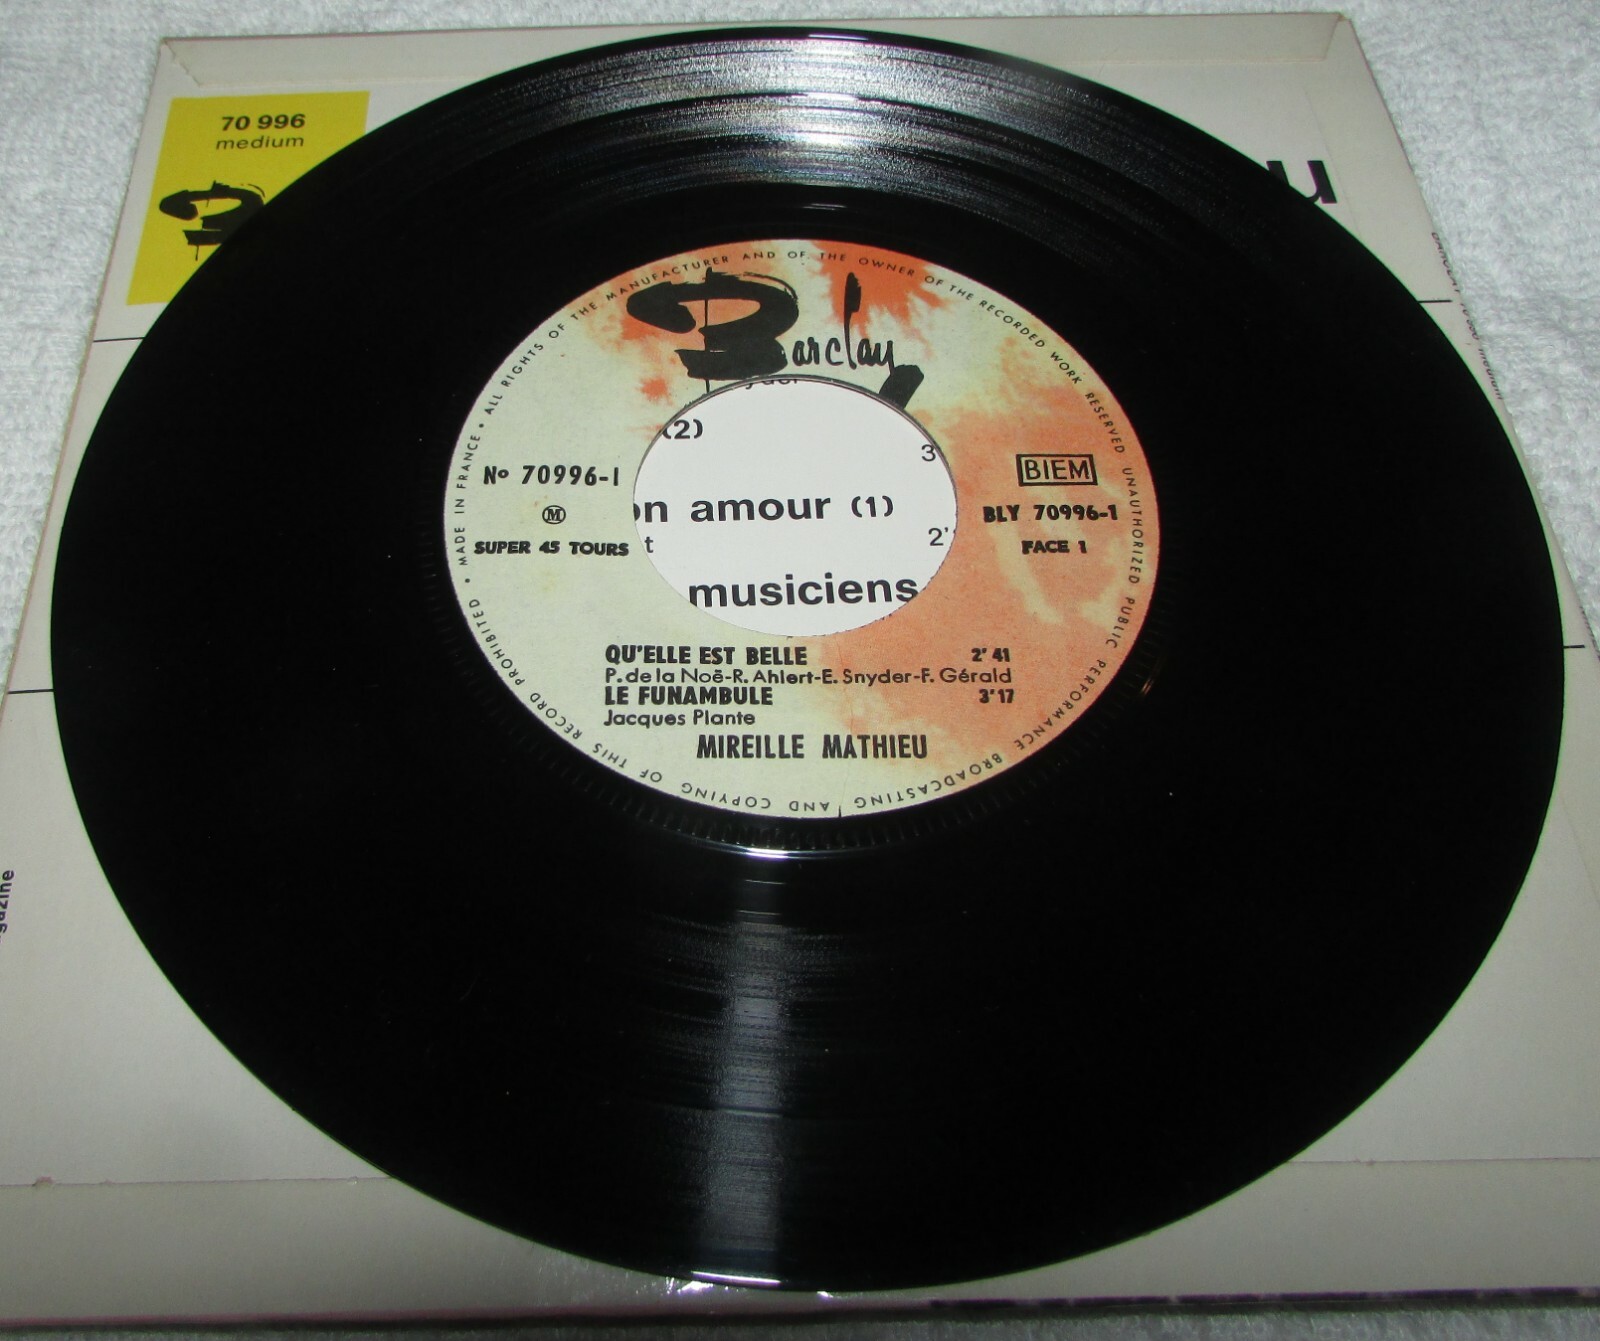 70 996
medium
Barclay
ALL RIGHTS OF THE MANUFACTURER AND OF THE OWNER OF THE RECORDED WORK RESERVED UNAUTHORIZED PUBLIC PERFORMANCE BROADCASTING AND COPYING OF THIS RECORD PROHIBITED • MADE IN FRANCE •
(2)
3
Nº 70996-1
BIEM
on amour (1)
M
BLY 70996-1
SUPER 45 TOURS
t
2'
FACE 1
musiciens
QU'ELLE EST BELLE 2' 41
P. de la Noë-R. Ahlert-E. Snyder-F. Gérald
LE FUNAMBULE 3' 17
Jacques Plante
MIREILLE MATHIEU